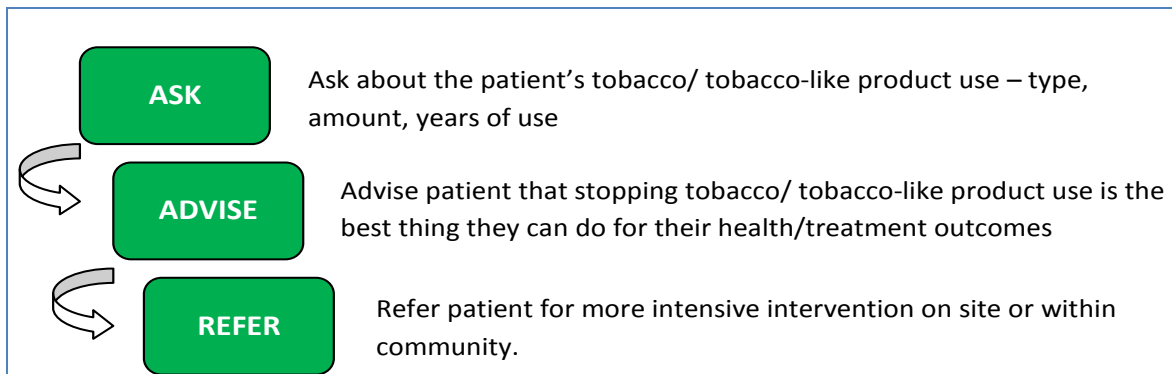 ASK
Ask about the patient’s tobacco/ tobacco-like product use – type,
amount, years of use
ADVISE
Advise patient that stopping tobacco/ tobacco-like product use is the
best thing they can do for their health/treatment outcomes
REFER
Refer patient for more intensive intervention on site or within
community.